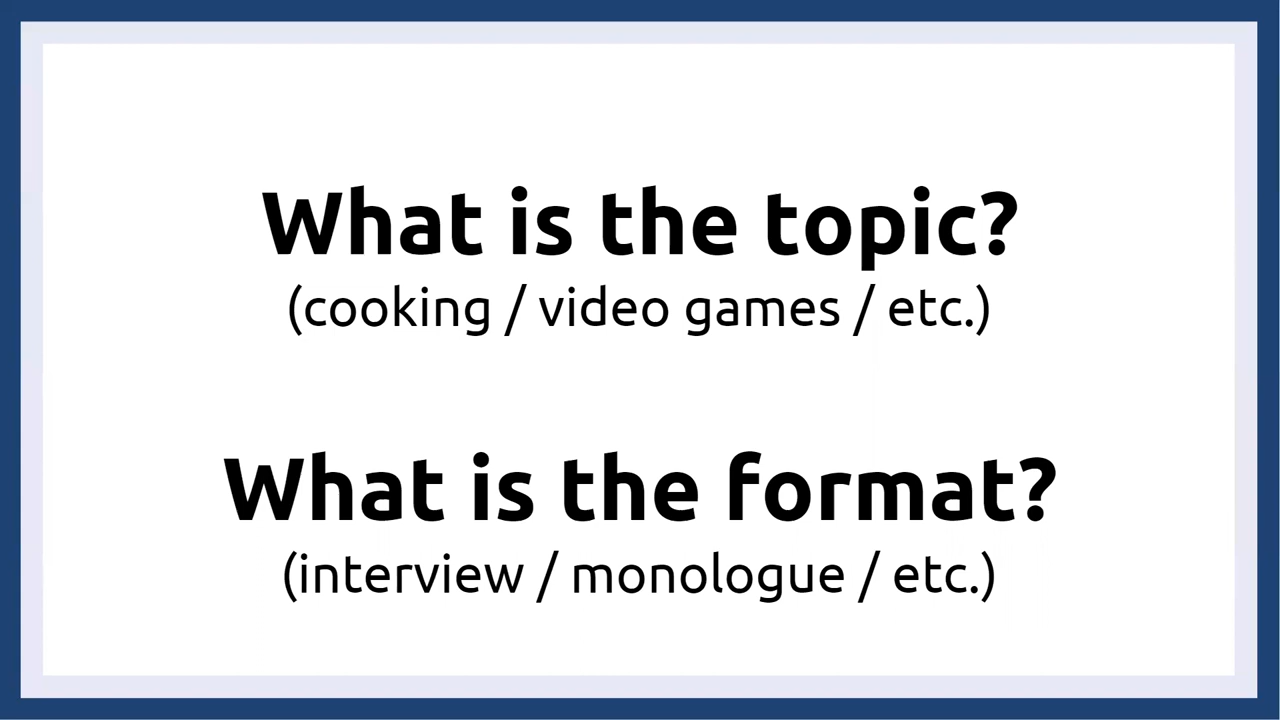 What is the topic?
(cooking / video games / etc.)
What is the format?
(interview / monologue / etc.)